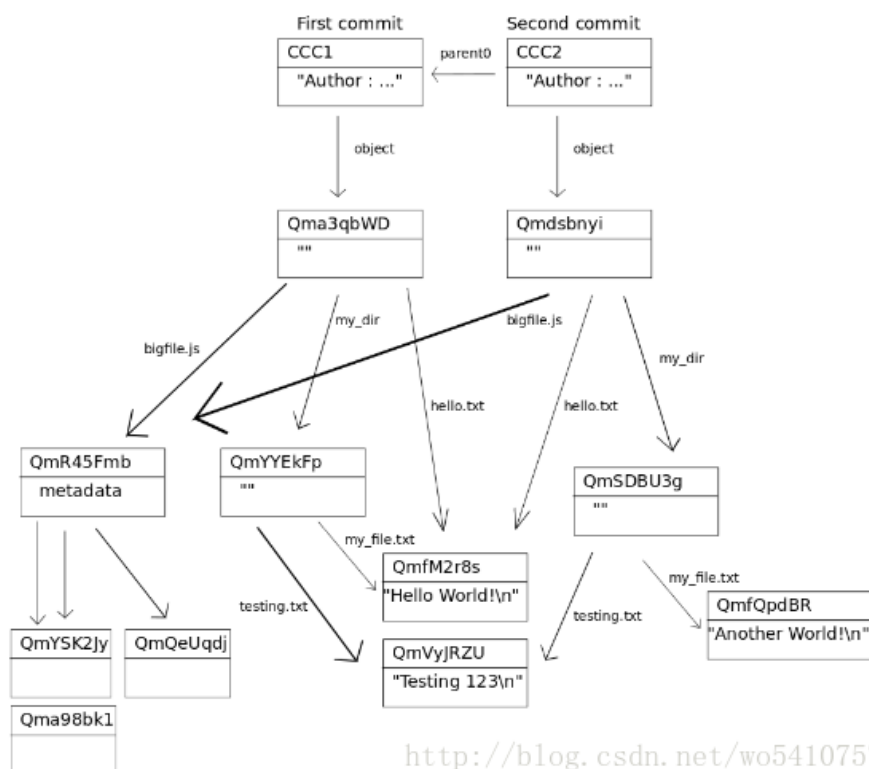 First commit
Second commit
CCC1
parent0
CCC2
"Author : ..."
"Author : ..."
object
object
Qma3qbWD
Qmdsbnyi
""
""
bigfile.js
my_dir
bigfile.js
my_dir
hello.txt
hello.txt
QmR45Fmb
QmYYEkFp
QmSDBU3g
metadata
""
""
my_file.txt
QmfM2r8s
my_file.txt
"Hello World!\n"
testing.txt
testing.txt
QmfQpdBR
"Another World!\n"
QmYSK2Jy
QmQeUqdj
QmVyJRZU
"Testing 123\n"
Qma98bk1
http://blog.csdn.net/wo541075